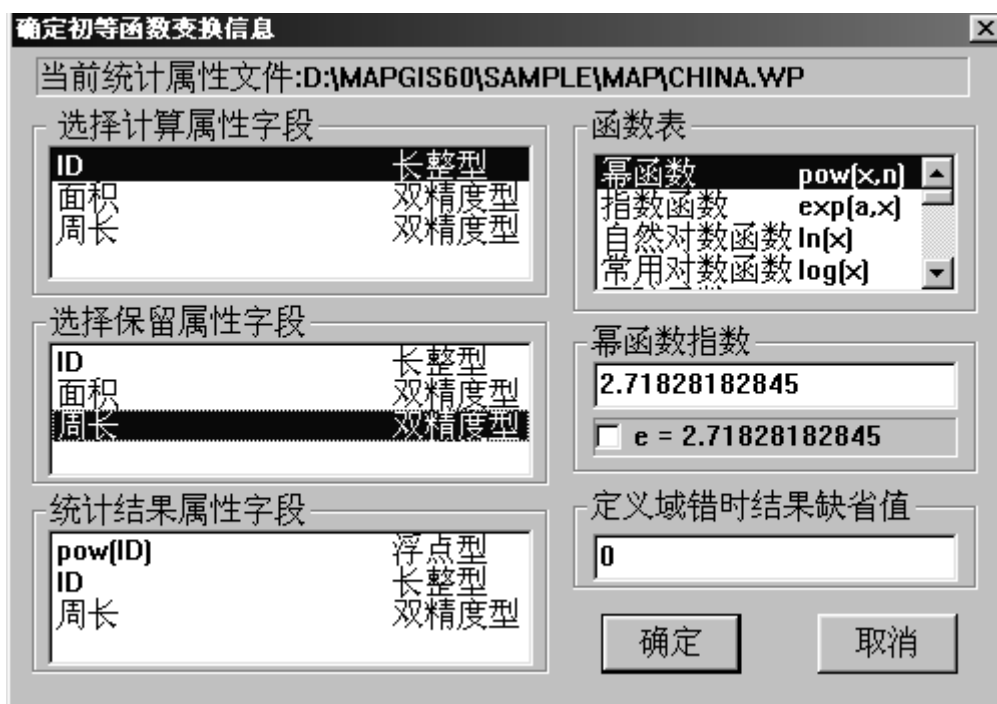 确定初等函数变换信息
当前统计属性文件:D:\MAPGIS60\SAMPLE\MAP\CHINA.WP
选择计算属性字段
ID 长整型
面积 双精度型
周长 双精度型
函数表
幂函数 pow(x,n)
指数函数 exp(a,x)
自然对数函数 ln(x)
常用对数函数 log(x)
选择保留属性字段
ID 长整型
面积 双精度型
周长 双精度型
幂函数指数
2.71828182845
e = 2.71828182845
统计结果属性字段
pow(ID) 浮点型
ID 长整型
周长 双精度型
定义域错时结果缺省值
0
确定 取消